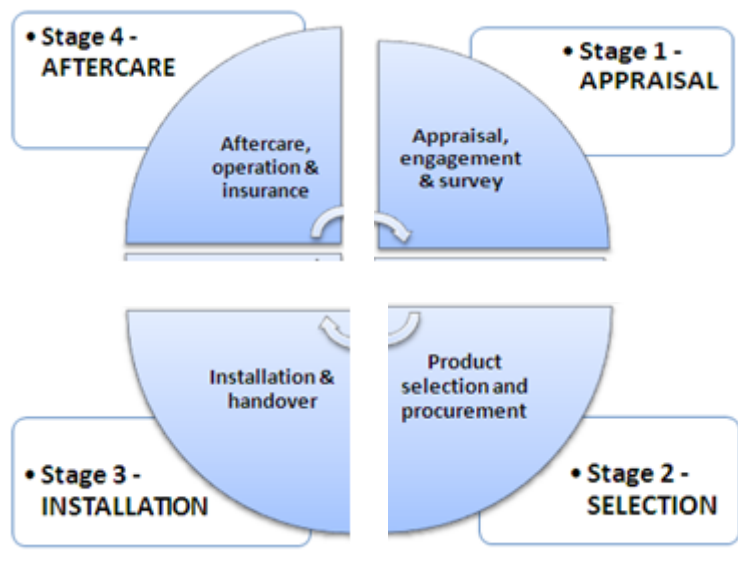 • Stage 4 -
AFTERCARE
Aftercare,
operation &
insurance
• Stage 1 -
APPRAISAL
Appraisal,
engagement
& survey
Installation &
handover
• Stage 3 -
INSTALLATION
Product
selection and
procurement
• Stage 2 -
SELECTION